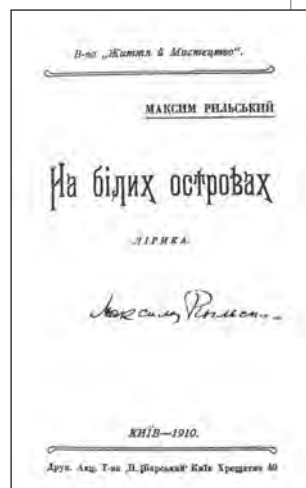 В-во „Життя й Мистецтво“.
МАКСИМ РИЛЬСЬКИЙ
На білих островах
ЛІРИКА.
Максим Рильськ
КИЇВ—1910.
Друк. Акц. Т-ва „П. Барський“ Київ Хрещатик 40